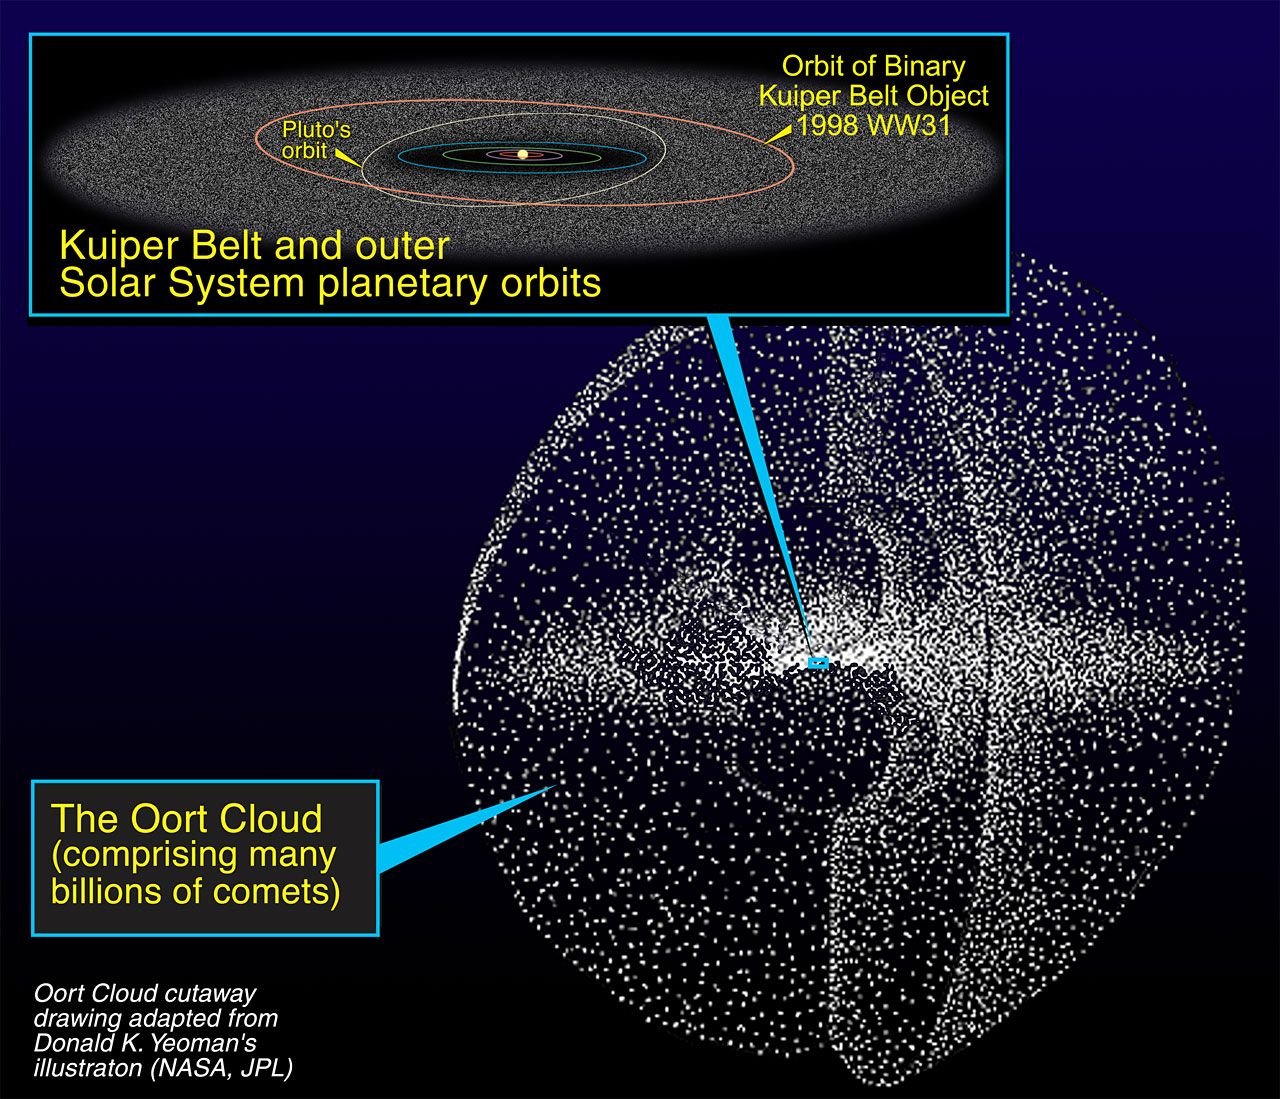 Orbit of Binary
Kuiper Belt Object
1998 WW31
Pluto's
orbit
Kuiper Belt and outer
Solar System planetary orbits
The Oort Cloud
(comprising many
billions of comets)
Oort Cloud cutaway
drawing adapted from
Donald K. Yeoman's
illustraton (NASA, JPL)